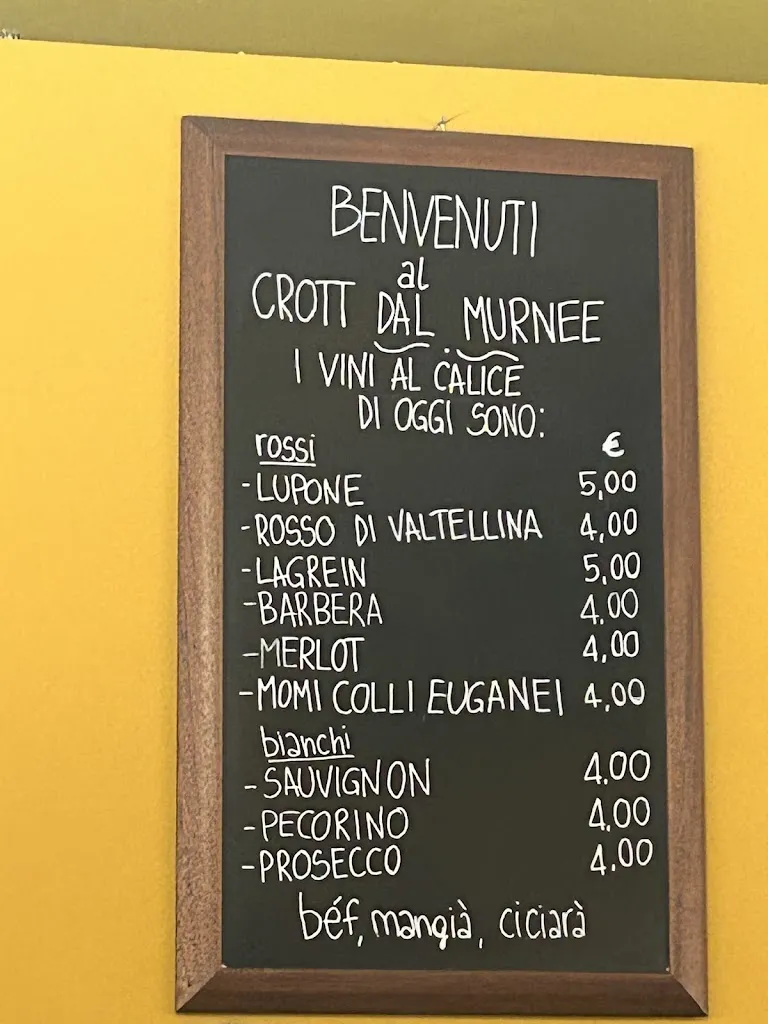 BENVENUTI
al
CROTT DAL MURNEE
I VINI AL CALICE
DI OGGI SONO:
rossi €
-LUPONE 5,00
-ROSSO DI VALTELLINA 4,00
-LAGREIN 5,00
-BARBERA 4,00
-MERLOT 4,00
-MOMI COLLI EUGANEI 4,00
bianchi
-SAUVIGNON 4,00
-PECORINO 4,00
-PROSECCO 4,00
béf, mangià, ciciarà